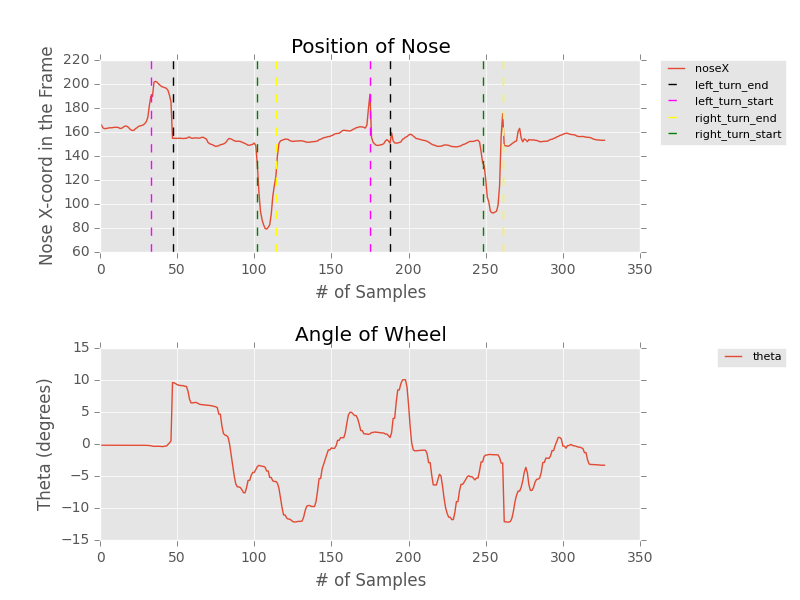 Position of Nose
Nose X-coord in the Frame
220
200
180
160
140
120
100
80
60
0 50 100 150 200 250 300 350
# of Samples
noseX
left_turn_end
left_turn_start
right_turn_end
right_turn_start
Angle of Wheel
Theta (degrees)
15
10
5
0
−5
−10
−15
0 50 100 150 200 250 300 350
# of Samples
theta